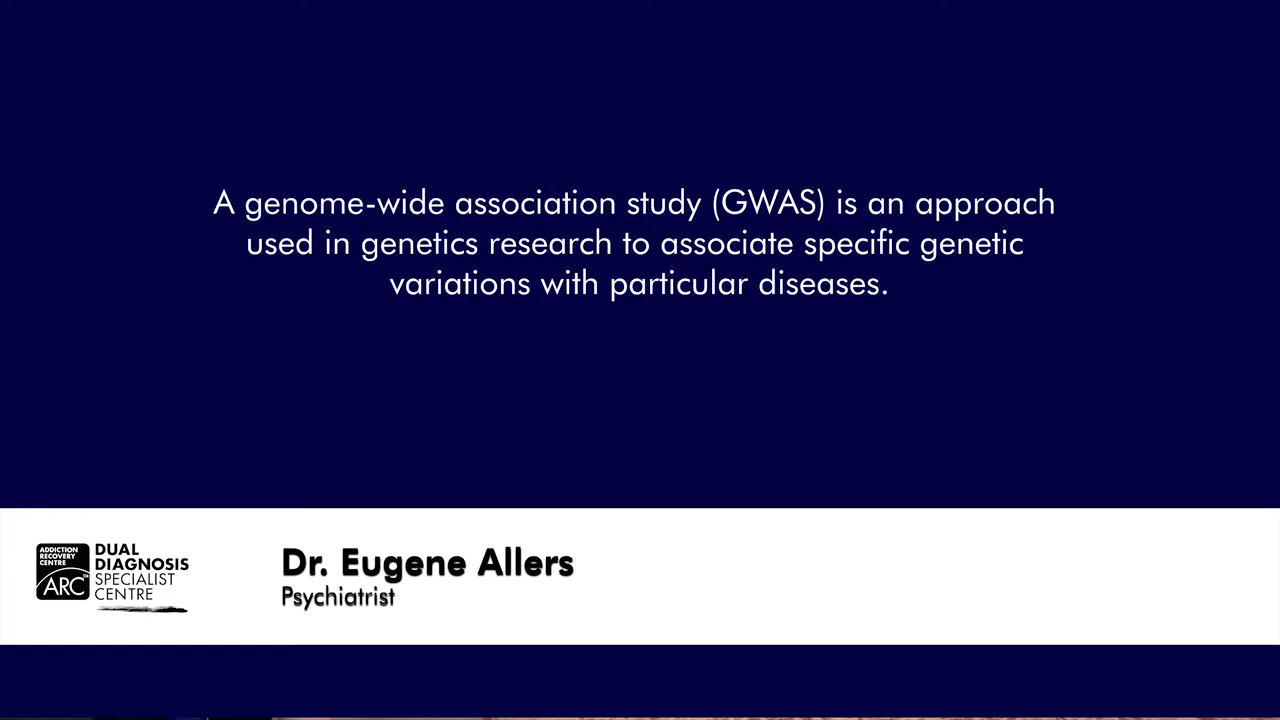 A genome-wide association study (GWAS) is an approach
used in genetics research to associate specific genetic
variations with particular diseases.
ADDICTION
RECOVERY
CENTRE
ARC™
DUAL
DIAGNOSIS
SPECIALIST
CENTRE
Dr. Eugene Allers
Psychiatrist